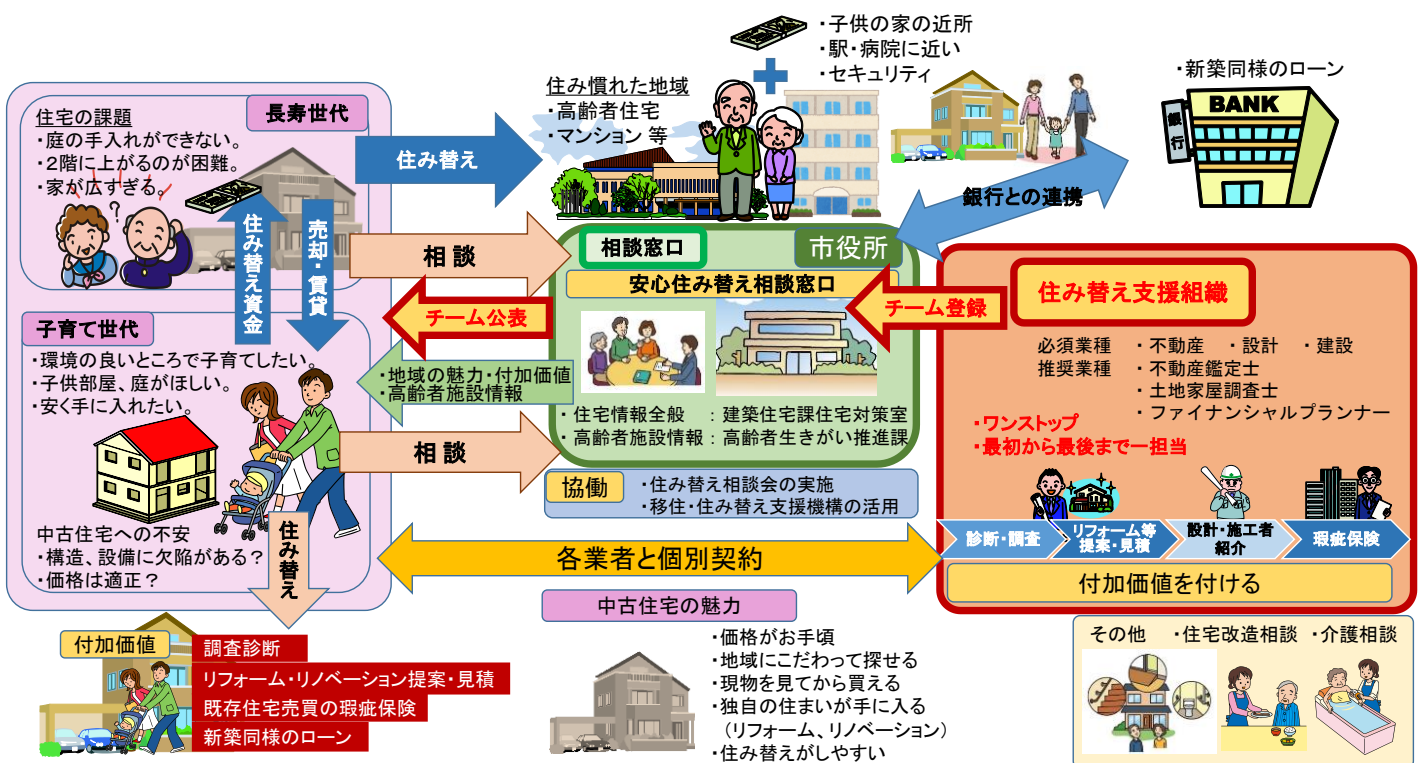 ・子供の家の近所
・駅・病院に近い
・セキュリティ
住み慣れた地域
・高齢者住宅
・マンション 等
・新築同様のローン
BANK
銀行
住宅の課題
長寿世代
・庭の手入れができない。
・2階に上がるのが困難。
・家が広すぎる。
?
住み替え
住み替え資金
売却・賃貸
相談
銀行との連携
相談窓口
市役所
安心住み替え相談窓口
チーム公表
チーム登録
・地域の魅力・付加価値
・高齢者施設情報
・住宅情報全般 :建築住宅課住宅対策室
・高齢者施設情報:高齢者生きがい推進課
住み替え支援組織
必須業種 ・不動産 ・設計 ・建設
推奨業種 ・不動産鑑定士
・土地家屋調査士
・ファイナンシャルプランナー
・ワンストップ
・最初から最後まで一担当
診断・調査
リフォーム等
提案・見積
設計・施工者
紹介
瑕疵保険
付加価値を付ける
子育て世代
・環境の良いところで子育てしたい。
・子供部屋、庭がほしい。
・安く手に入れたい。
相談
中古住宅への不安
・構造、設備に欠陥がある?
・価格は適正?
住み替え
協働
・住み替え相談会の実施
・移住・住み替え支援機構の活用
各業者と個別契約
付加価値
調査診断
リフォーム・リノベーション提案・見積
既存住宅売買の瑕疵保険
新築同様のローン
中古住宅の魅力
・価格がお手頃
・地域にこだわって探せる
・現物を見てから買える
・独自の住まいが手に入る
(リフォーム、リノベーション)
・住み替えがしやすい
その他 ・住宅改造相談 ・介護相談